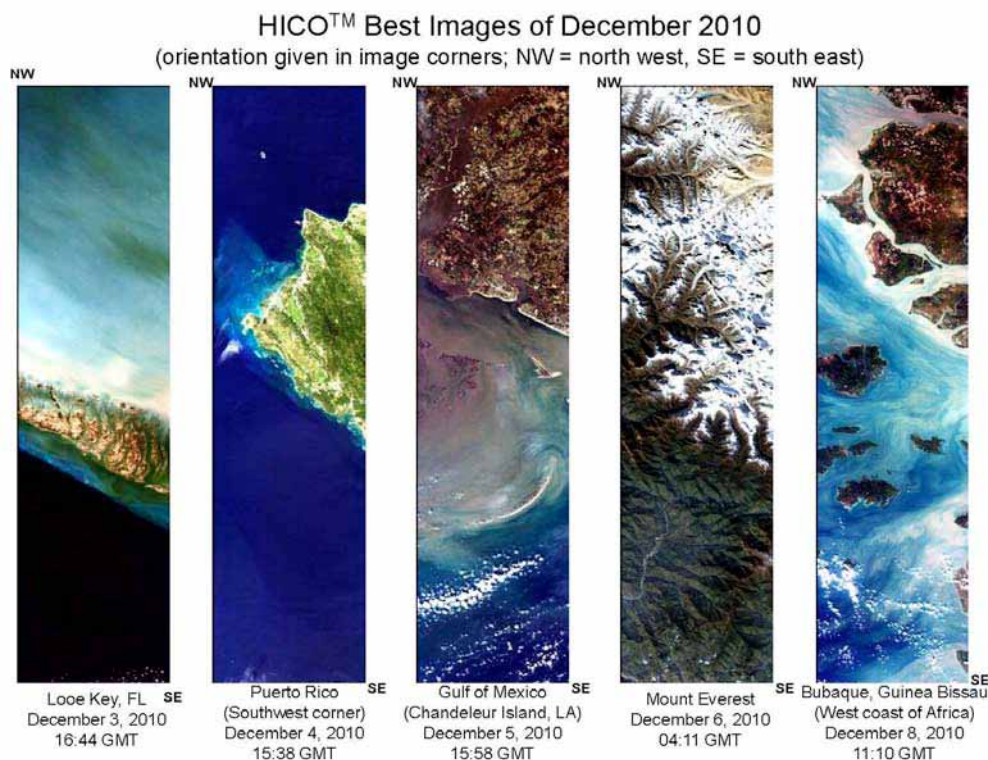 HICO™ Best Images of December 2010
(orientation given in image corners; NW = north west, SE = south east)
NW
NW
NW
NW
NW
Looe Key, FL
December 3, 2010
16:44 GMT
SE
Puerto Rico
(Southwest corner)
December 4, 2010
15:38 GMT
SE
Gulf of Mexico
(Chandeleur Island, LA)
December 5, 2010
15:58 GMT
SE
Mount Everest
December 6, 2010
04:11 GMT
SE
Bubaque, Guinea Bissau
(West coast of Africa)
December 8, 2010
11:10 GMT
SE